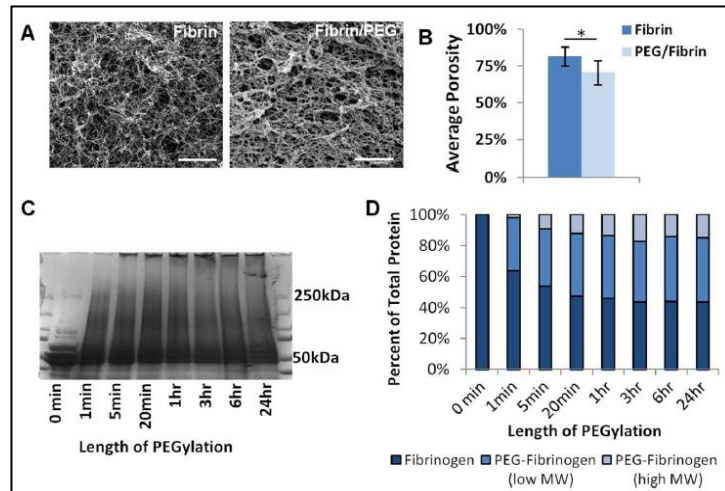 A
Fibrin
Fibrin/PEG
B
Average Porosity
100%
75%
50%
25%
0%
*
Fibrin
PEG/Fibrin
C
250kDa
50kDa
0 min
1min
5min
20min
1hr
3hr
6hr
24hr
Length of PEGylation
D
Percent of Total Protein
100%
80%
60%
40%
20%
0%
0 min
1min
5min
20min
1hr
3hr
6hr
24hr
Length of PEGylation
Fibrinogen
PEG-Fibrinogen
(low MW)
PEG-Fibrinogen
(high MW)